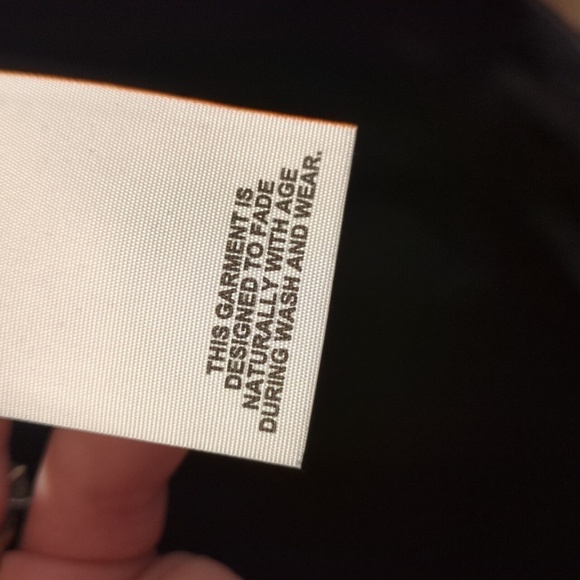 THIS GARMENT IS
DESIGNED TO FADE
NATURALLY WITH AGE
DURING WASH AND WEAR.